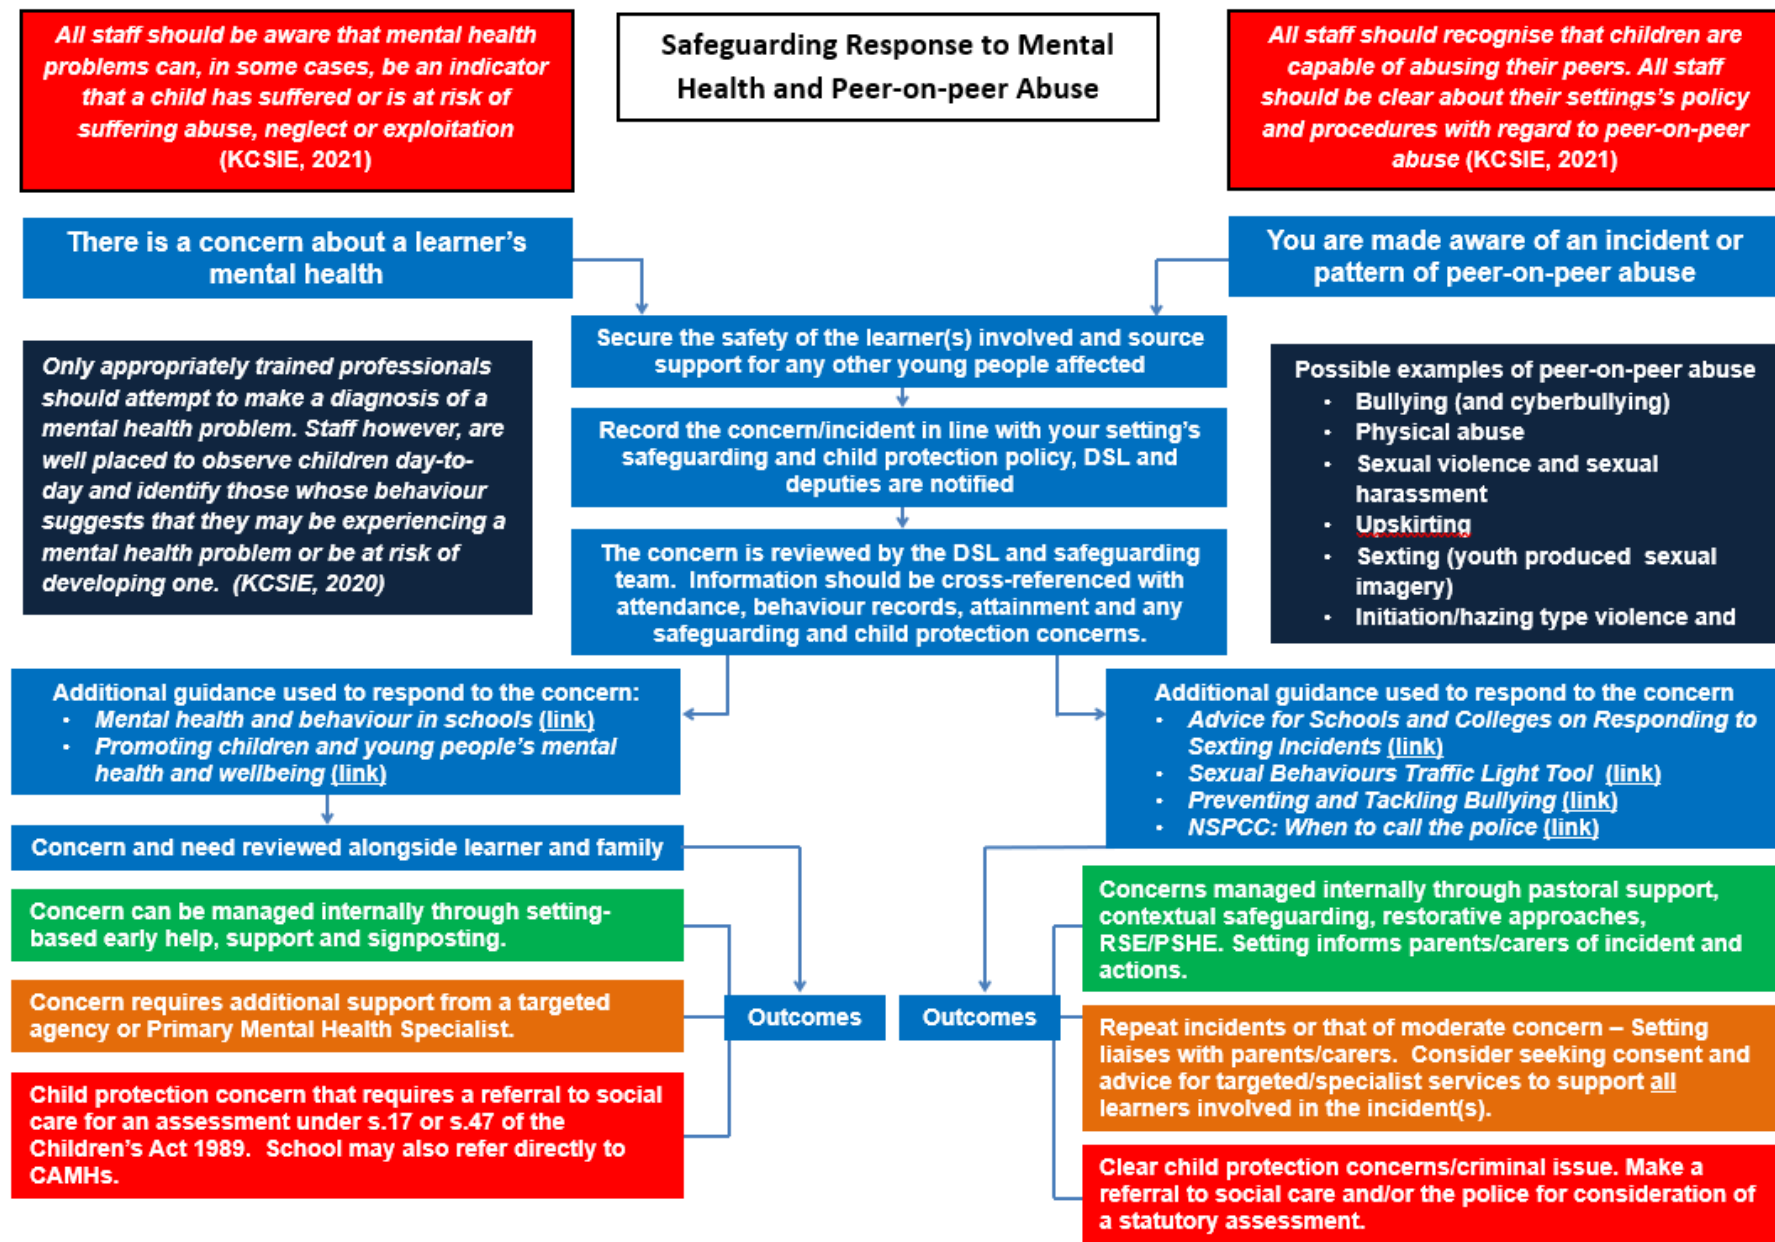 All staff should be aware that mental health
problems can, in some cases, be an indicator
that a child has suffered or is at risk of
suffering abuse, neglect or exploitation
(KCSIE, 2021)
Safeguarding Response to Mental
Health and Peer-on-peer Abuse
All staff should recognise that children are
capable of abusing their peers. All staff
should be clear about their settings's policy
and procedures with regard to peer-on-peer
abuse (KCSIE, 2021)
There is a concern about a learner's
mental health
You are made aware of an incident or
pattern of peer-on-peer abuse
Secure the safety of the learner(s) involved and source
support for any other young people affected
Only appropriately trained professionals
should attempt to make a diagnosis of a
mental health problem. Staff however, are
well placed to observe children day-to-
day and identify those whose behaviour
suggests that they may be experiencing a
mental health problem or be at risk of
developing one. (KCSIE, 2020)
Record the concern/incident in line with your setting's
safeguarding and child protection policy, DSL and
deputies are notified
Possible examples of peer-on-peer abuse
• Bullying (and cyberbullying)
• Physical abuse
• Sexual violence and sexual
harassment
• Upskirting
• Sexting (youth produced sexual
imagery)
• Initiation/hazing type violence and
The concern is reviewed by the DSL and safeguarding
team. Information should be cross-referenced with
attendance, behaviour records, attainment and any
safeguarding and child protection concerns.
Additional guidance used to respond to the concern:
• Mental health and behaviour in schools (link)
• Promoting children and young people's mental
health and wellbeing (link)
Additional guidance used to respond to the concern
• Advice for Schools and Colleges on Responding to
Sexting Incidents (link)
• Sexual Behaviours Traffic Light Tool (link)
• Preventing and Tackling Bullying (link)
• NSPCC: When to call the police (link)
Concern and need reviewed alongside learner and family
Concern can be managed internally through setting-
based early help, support and signposting.
Concern requires additional support from a targeted
agency or Primary Mental Health Specialist.
Child protection concern that requires a referral to social
care for an assessment under s.17 or s.47 of the
Children's Act 1989. School may also refer directly to
CAMHs.
Outcomes
Outcomes
Concerns managed internally through pastoral support,
contextual safeguarding, restorative approaches,
RSE/PSHE. Setting informs parents/carers of incident and
actions.
Repeat incidents or that of moderate concern – Setting
liaises with parents/carers. Consider seeking consent and
advice for targeted/specialist services to support all
learners involved in the incident(s).
Clear child protection concerns/criminal issue. Make a
referral to social care and/or the police for consideration of
a statutory assessment.